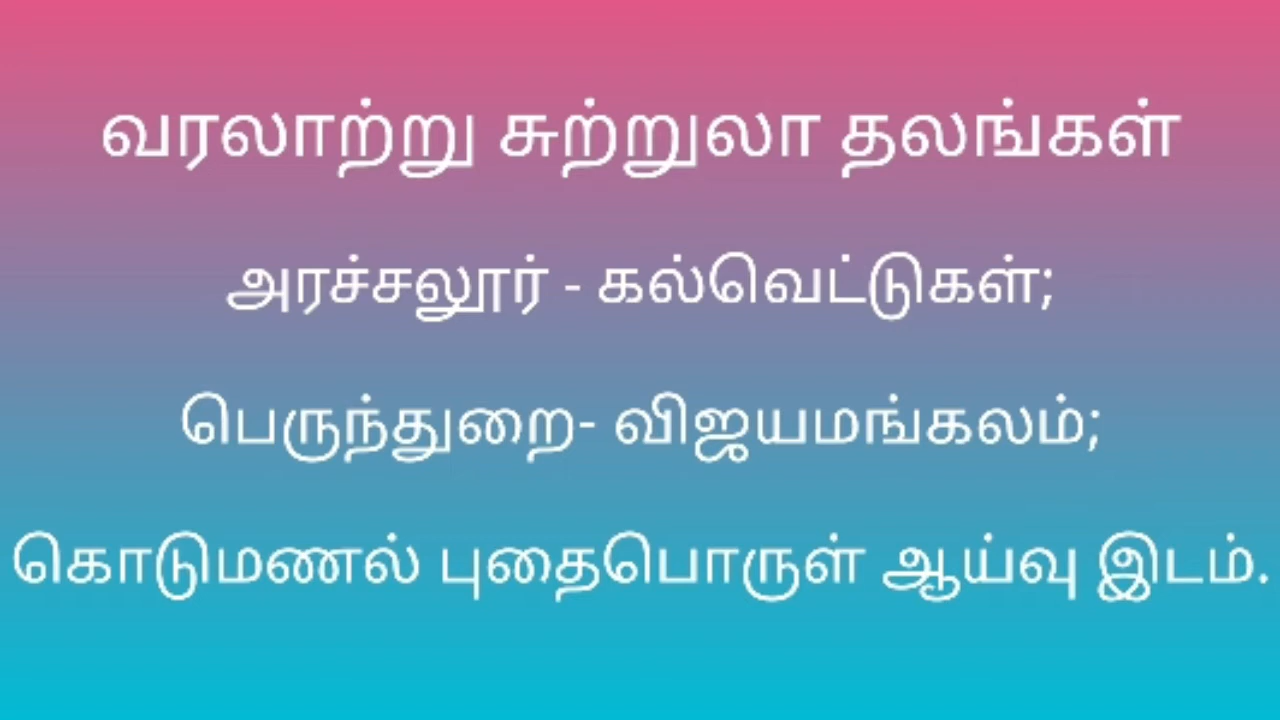 வரலாற்று சுற்றுலா தலங்கள்
அரச்சலூர் - கல்வெட்டுகள்;
பெருந்துறை- விஜயமங்கலம்;
கொடுமணல் புதைபொருள் ஆய்வு இடம்.